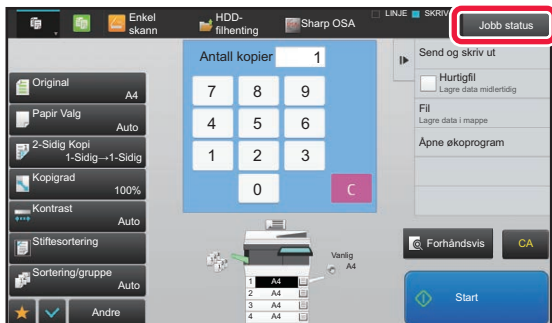 Enkel
skann
HDD-
filhenting
Sharp OSA
LINJE
Jobb status
Antall kopier 1
Original
A4
Papir Valg
Auto
2-Sidig Kopi
1-Sidig→1-Sidig
Kopigrad
100%
Kontrast
Auto
Stiftesortering
Sortering/gruppe
Auto
Andre
7 8 9
4 5 6
1 2 3
0 C
Vanlig
A4
1 A4
2 A4
3 A4
4 A4
Send og skriv ut
Hurtigfil
Lagre data midlertidig
Fil
Lagre data i mappe
Åpne økoprogram
Forhåndsvis
CA
Start